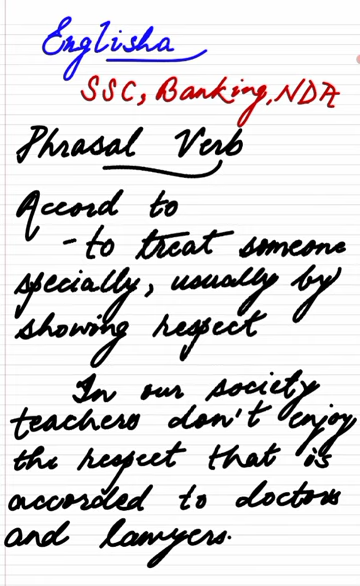 Englisha
SSC, Banking, NDA
Phrasal Verb
Accord to
- to treat someone
specially, usually by
showing respect
In our society
teachers don't enjoy
the respect that is
accorded to doctors
and lawyers.